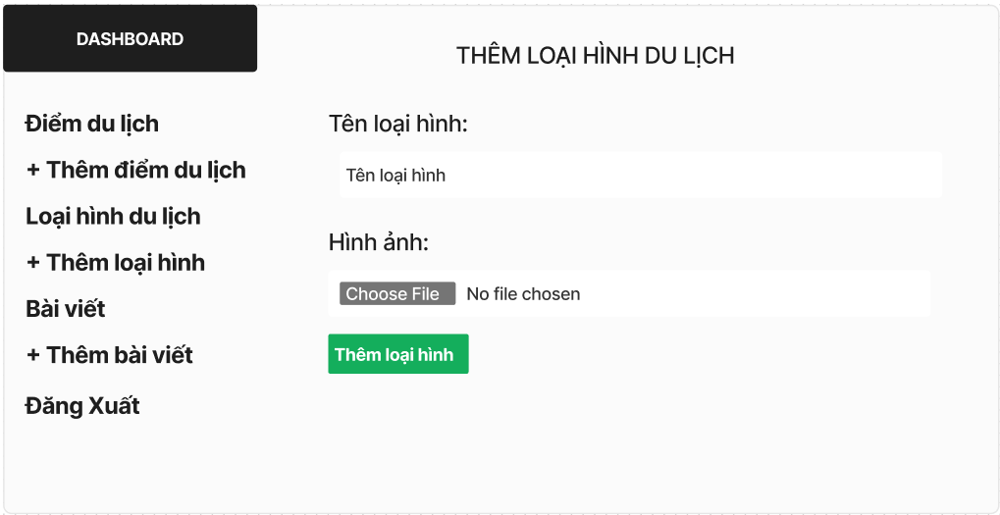 DASHBOARD
THÊM LOẠI HÌNH DU LỊCH
Điểm du lịch
+ Thêm điểm du lịch
Loại hình du lịch
+ Thêm loại hình
Bài viết
+ Thêm bài viết
Đăng Xuất
Tên loại hình:
Tên loại hình
Hình ảnh:
Choose File No file chosen
Thêm loại hình